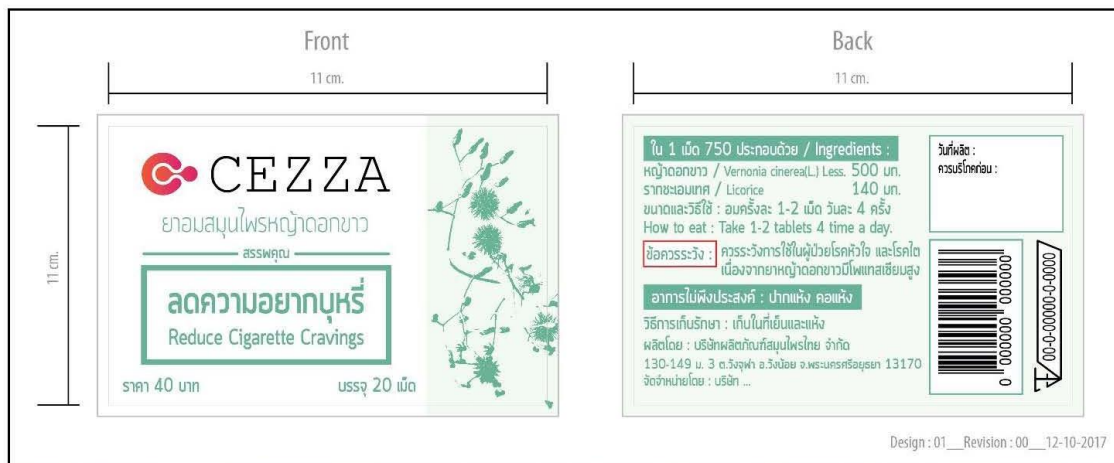 Front
11 cm.
11 cm.
CEZZA
ยาอมสมุนไพรหญ้าดอกขาว
สรรพคุณ
ลดความอยากบุหรี่
Reduce Cigarette Cravings
ราคา 40 บาท
บรรจุ 20 เม็ด
Back
11 cm.
ใน 1 เม็ด 750 ประกอบด้วย / Ingredients :
หญ้าดอกขาว / Vernonia cinerea(L.) Less. 500 มก.
รากชะเอมเทศ / Licorice 140 มก.
ขนาดและวิธีใช้ : อมครั้งละ 1-2 เม็ด วันละ 4 ครั้ง
How to eat : Take 1-2 tablets 4 time a day.
ข้อควรระวัง : ควรระวังการใช้ในผู้ป่วยโรคหัวใจ และโรคไต
เนื่องจากยาหญ้าดอกขาวมีโพแทสเซียมสูง
อาการไม่พึงประสงค์ : ปากแห้ง คอแห้ง
วิธีการเก็บรักษา : เก็บในที่เย็นและแห้ง
ผลิตโดย : บริษัทผลิตภัณฑ์สมุนไพรไทย จำกัด
130-149 ม. 3 ต.วังจุฬา อ.วังน้อย จ.พระนครศรีอยุธยา 13170
จัดจำหน่ายโดย : บริษัท ...
วันที่ผลิต :
ควรบริโภคก่อน :
0 000000 000000
00-0-00000-0-0000
Design : 01__Revision : 00__12-10-2017